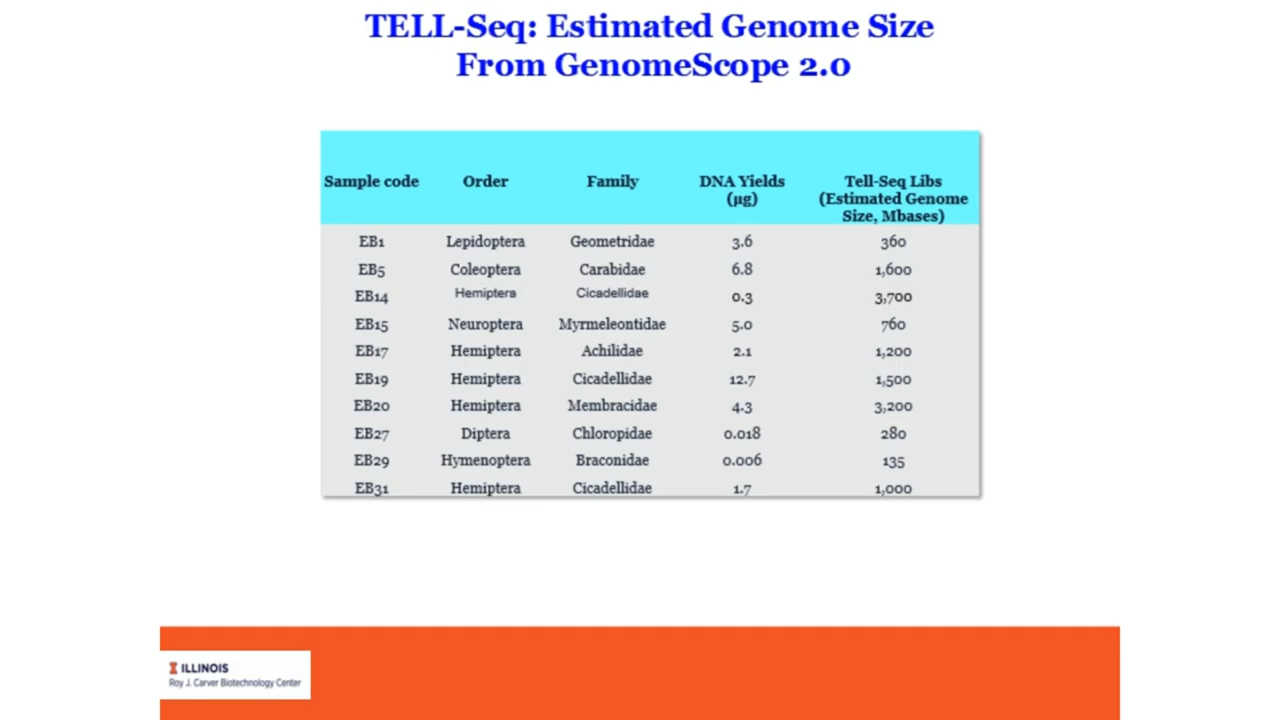 TELL-Seq: Estimated Genome Size
From GenomeScope 2.0
Sample code Order Family DNA Yields (µg) Tell-Seq Libs (Estimated Genome Size, Mbases)
EB1 Lepidoptera Geometridae 3.6 360
EB5 Coleoptera Carabidae 6.8 1,600
EB14 Hemiptera Cicadellidae 0.3 3,700
EB15 Neuroptera Myrmeleontidae 5.0 760
EB17 Hemiptera Achilidae 2.1 1,200
EB19 Hemiptera Cicadellidae 12.7 1,500
EB20 Hemiptera Membracidae 4.3 3,200
EB27 Diptera Chloropidae 0.018 280
EB29 Hymenoptera Braconidae 0.006 135
EB31 Hemiptera Cicadellidae 1.7 1,000
ILLINOIS
Roy J. Carver Biotechnology Center